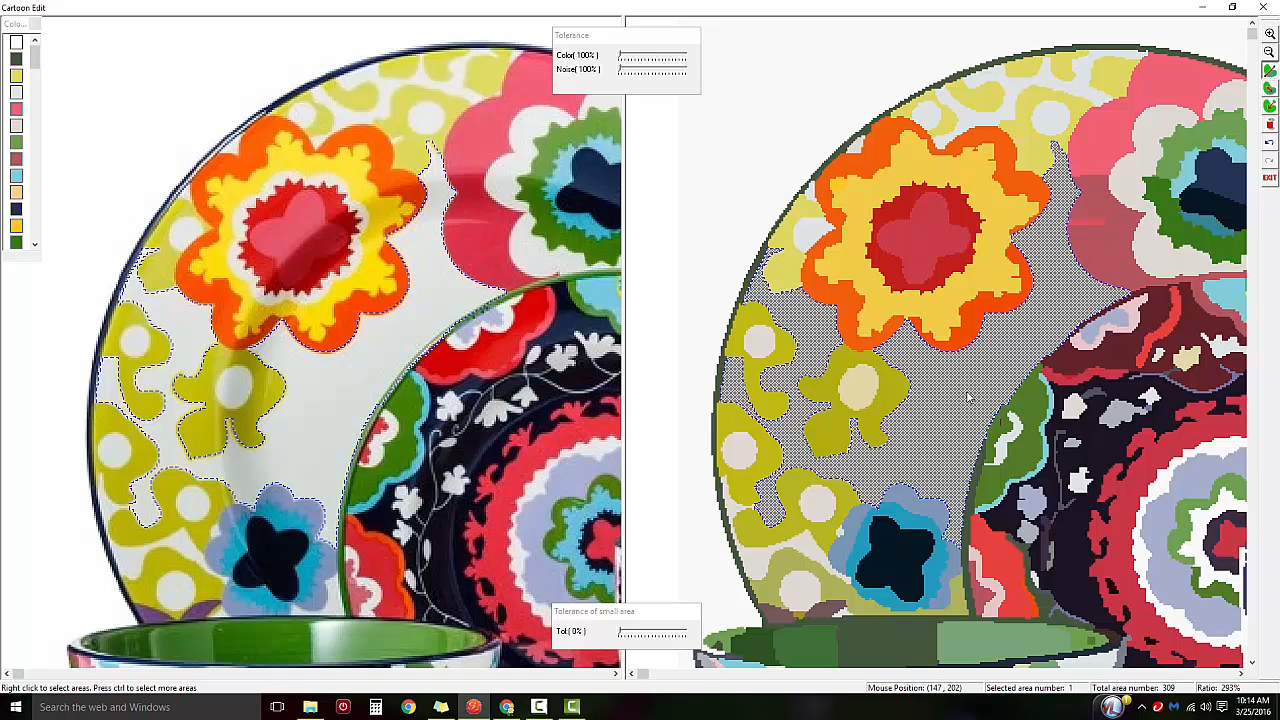 Cartoon Edit
Colo...
Tolerance
Color( 100% )
Noise( 100% )
EXIT
Tolerance of small area
Tol:( 0% )
Right click to select areas. Press ctrl to select more areas
Mouse Position: (147 , 202)
Selected area number: 1
Total area number: 309
Ratio: 293%
Search the web and Windows
10:14 AM
3/25/2016